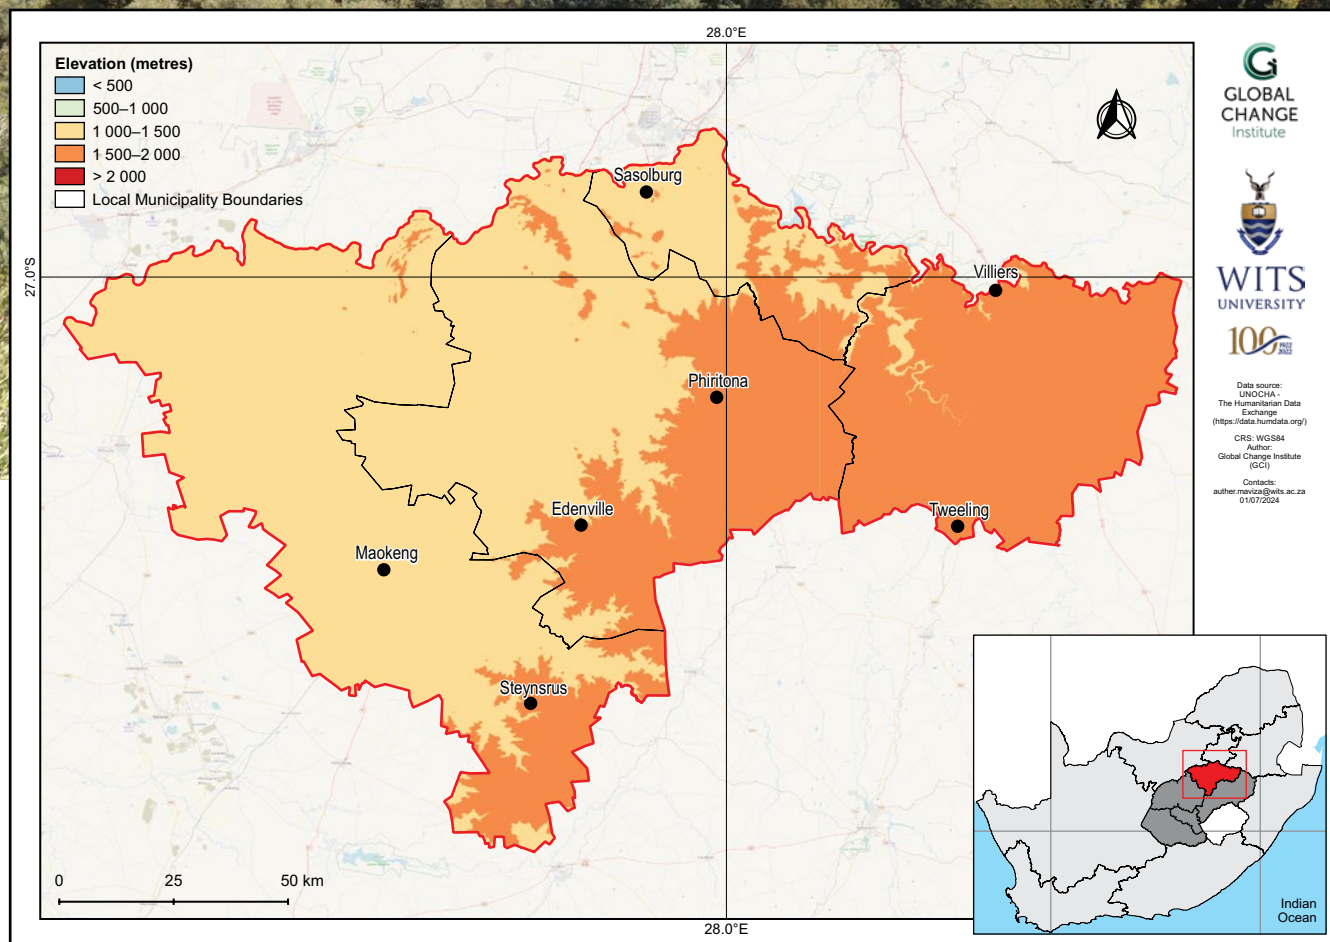 28.0°E
Elevation (metres)
< 500
500–1 000
1 000–1 500
1 500–2 000
> 2 000
Local Municipality Boundaries
27.0°S
Sasolburg
Villiers
Phiritona
Edenville
Tweeling
Maokeng
Steynsrus
0 25 50 km
28.0°E
Indian
Ocean
GLOBAL
CHANGE
Institute
WITS
UNIVERSITY
100 1922
2022
Data source:
UNOCHA -
The Humanitarian Data
Exchange
(https://data.humdata.org/)
CRS: WGS84
Author:
Global Change Institute
(GCI)
Contacts:
auther.maviza@wits.ac.za
01/07/2024